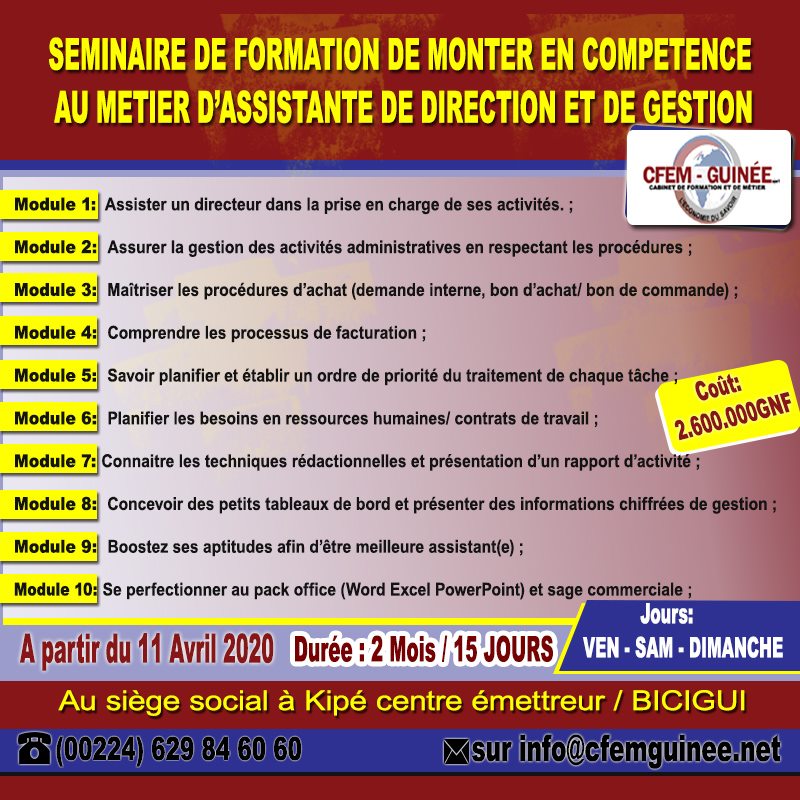 SEMINAIRE DE FORMATION DE MONTER EN COMPETENCE
AU METIER D'ASSISTANTE DE DIRECTION ET DE GESTION
CFEM - GUINÉE sarl
CABINET DE FORMATION ET DE MÉTIER
L'ECONOMIE DU SAVOIR
Module 1: Assister un directeur dans la prise en charge de ses activités. ;
Module 2: Assurer la gestion des activités administratives en respectant les procédures ;
Module 3: Maîtriser les procédures d'achat (demande interne, bon d'achat/ bon de commande) ;
Module 4: Comprendre les processus de facturation ;
Module 5: Savoir planifier et établir un ordre de priorité du traitement de chaque tâche ;
Coût:
2.600.000GNF
Module 6: Planifier les besoins en ressources humaines/ contrats de travail ;
Module 7: Connaitre les techniques rédactionnelles et présentation d'un rapport d'activité ;
Module 8: Concevoir des petits tableaux de bord et présenter des informations chiffrées de gestion ;
Module 9: Boostez ses aptitudes afin d'être meilleure assistant(e) ;
Module 10: Se perfectionner au pack office (Word Excel PowerPoint) et sage commerciale ;
A partir du 11 Avril 2020 Durée : 2 Mois / 15 JOURS
Jours:
VEN - SAM - DIMANCHE
Au siège social à Kipé centre émettreur / BICIGUI
(00224) 629 84 60 60
sur info@cfemguinee.net